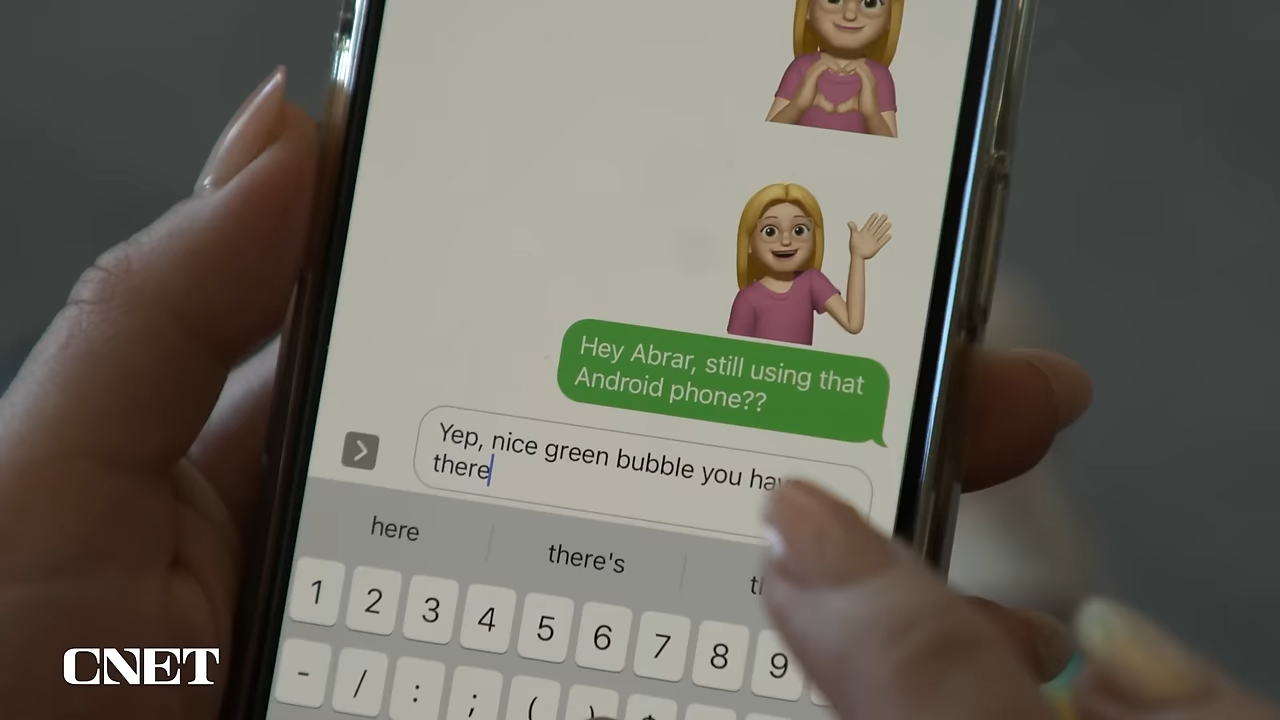 Hey Abrar, still using that
Android phone??
Yep, nice green bubble you
there
here
there's
1 2 3 4 5 6 7 8 9
- / : ; ( )
CNET